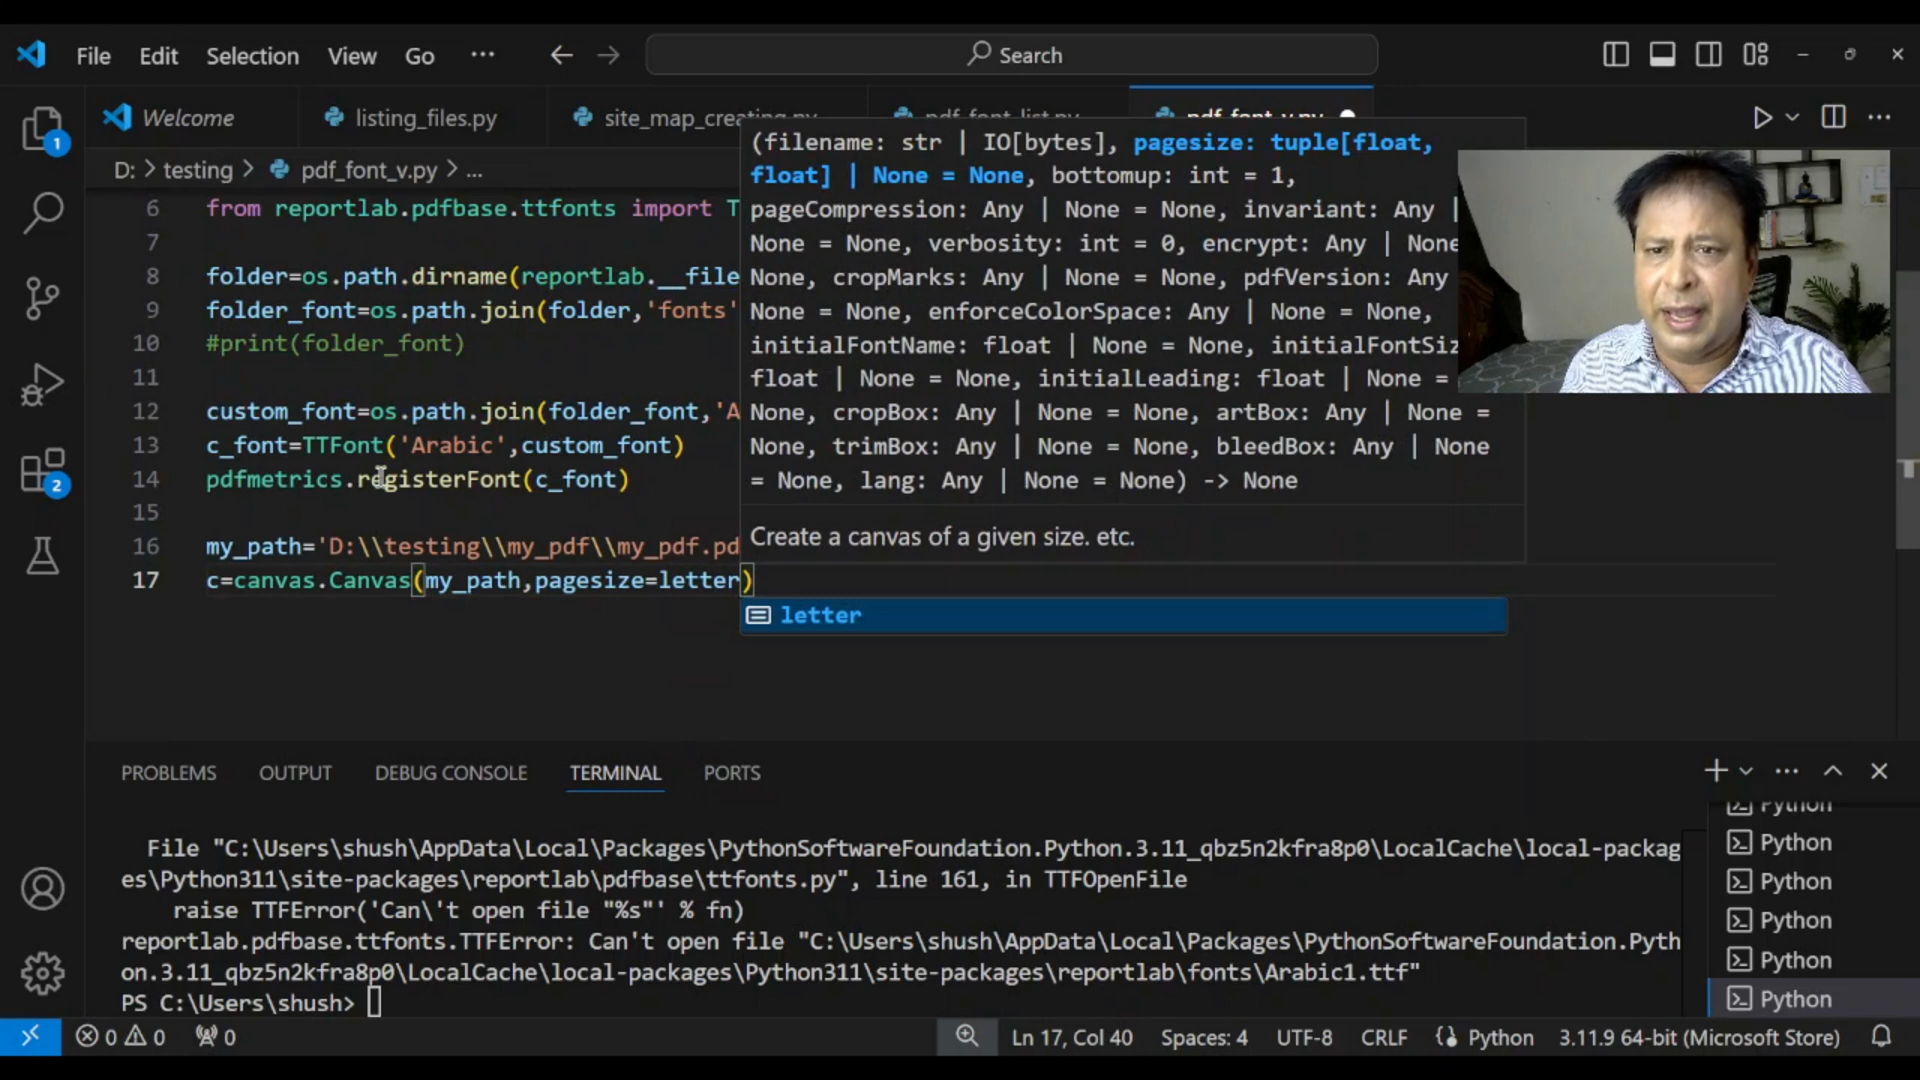 File Edit Selection View Go ··· Search
Welcome listing_files.py site_map_creating.py pdf_font_list.py pdf_font_v.py
D: > testing > pdf_font_v.py > ...
6 from reportlab.pdfbase.ttfonts import T
7
8 folder=os.path.dirname(reportlab.__file
9 folder_font=os.path.join(folder,'fonts'
10 #print(folder_font)
11
12 custom_font=os.path.join(folder_font,'A
13 c_font=TTFont('Arabic',custom_font)
14 pdfmetrics.registerFont(c_font)
15
16 my_path='D:\\testing\\my_pdf\\my_pdf.pd
17 c=canvas.Canvas(my_path,pagesize=letter)
(filename: str | IO[bytes], pagesize: tuple[float,
float] | None = None, bottomup: int = 1,
pageCompression: Any | None = None, invariant: Any |
None = None, verbosity: int = 0, encrypt: Any | None
None, cropMarks: Any | None = None, pdfVersion: Any
None = None, enforceColorSpace: Any | None = None,
initialFontName: float | None = None, initialFontSiz
float | None = None, initialLeading: float | None =
None, cropBox: Any | None = None, artBox: Any | None =
None, trimBox: Any | None = None, bleedBox: Any | None
= None, lang: Any | None = None) -> None
Create a canvas of a given size. etc.
letter
1
2
PROBLEMS OUTPUT DEBUG CONSOLE TERMINAL PORTS
File "C:\Users\shush\AppData\Local\Packages\PythonSoftwareFoundation.Python.3.11_qbz5n2kfra8p0\LocalCache\local-packag
es\Python311\site-packages\reportlab\pdfbase\ttfonts.py", line 161, in TTFOpenFile
raise TTFError('Can\'t open file "%s"' % fn)
reportlab.pdfbase.ttfonts.TTFError: Can't open file "C:\Users\shush\AppData\Local\Packages\PythonSoftwareFoundation.Pyth
on.3.11_qbz5n2kfra8p0\LocalCache\local-packages\Python311\site-packages\reportlab\fonts\Arabic1.ttf"
PS C:\Users\shush>
Python
Python
Python
Python
Python
Python
0 0 0 Ln 17, Col 40 Spaces: 4 UTF-8 CRLF Python 3.11.9 64-bit (Microsoft Store)